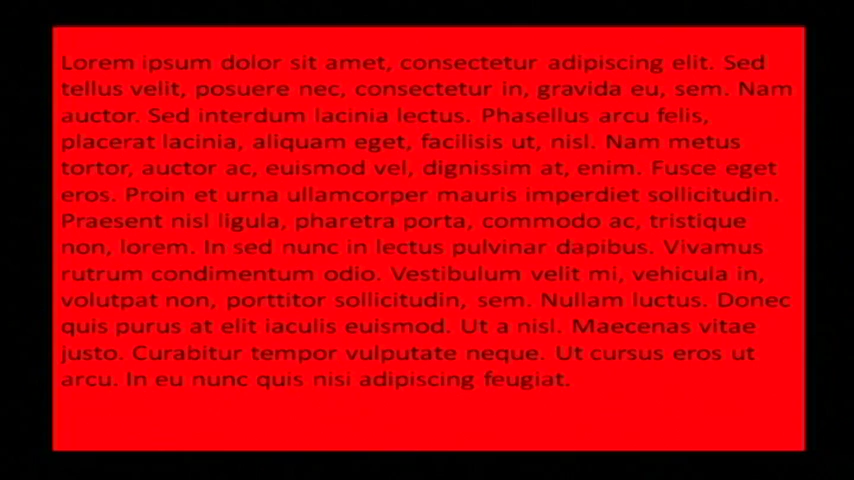 Lorem ipsum dolor sit amet, consectetur adipiscing elit. Sed
tellus velit, posuere nec, consectetur in, gravida eu, sem. Nam
auctor. Sed interdum lacinia lectus. Phasellus arcu felis,
placerat lacinia, aliquam eget, facilisis ut, nisl. Nam metus
tortor, auctor ac, euismod vel, dignissim at, enim. Fusce eget
eros. Proin et urna ullamcorper mauris imperdiet sollicitudin.
Praesent nisl ligula, pharetra porta, commodo ac, tristique
non, lorem. In sed nunc in lectus pulvinar dapibus. Vivamus
rutrum condimentum odio. Vestibulum velit mi, vehicula in,
volutpat non, porttitor sollicitudin, sem. Nullam luctus. Donec
quis purus at elit iaculis euismod. Ut a nisl. Maecenas vitae
justo. Curabitur tempor vulputate neque. Ut cursus eros ut
arcu. In eu nunc quis nisi adipiscing feugiat.